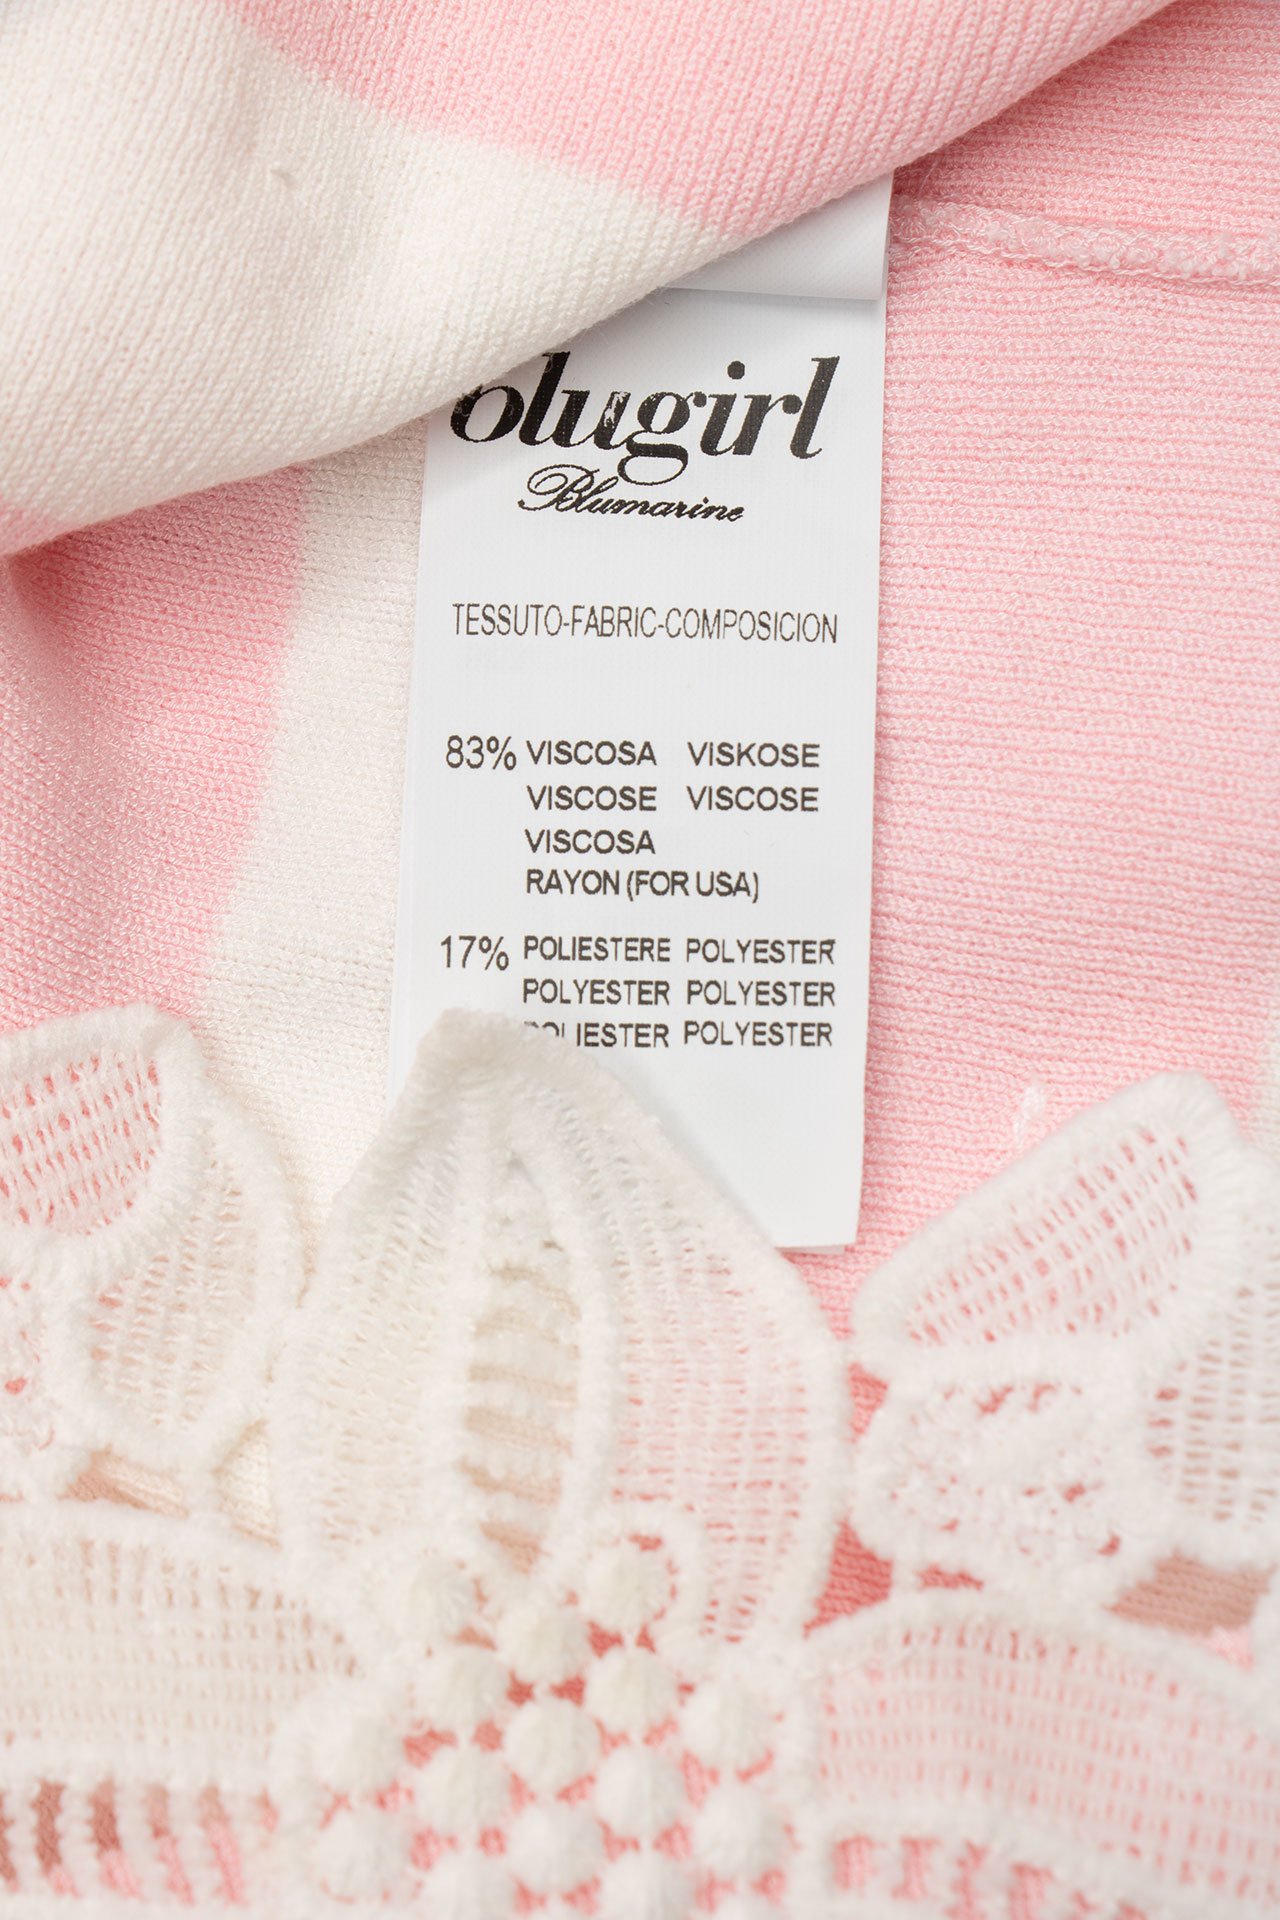 blugirl
Blumarine
TESSUTO-FABRIC-COMPOSICION
83% VISCOSA VISKOSE
VISCOSE VISCOSE
VISCOSA
RAYON (FOR USA)
17% POLIESTERE POLYESTER
POLYESTER POLYESTER
POLIESTER POLYESTER